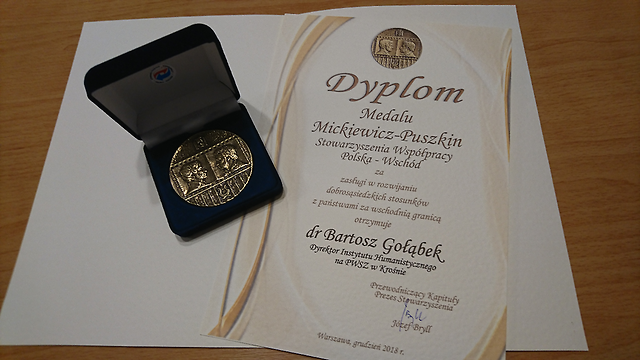 Dyplom
Medalu
Mickiewicz-Puszkin
Stowarzyszenia Współpracy
Polska - Wschód
za
zasługi w rozwijaniu
dobrosąsiedzkich stosunków
z państwami za wschodnią granicą
otrzymuje
dr Bartosz Gołąbek
Dyrektor Instytutu Humanistycznego
na PWSZ w Krośnie
Przewodniczący Kapituły
Prezes Stowarzyszenia
Józef Bryll
Warszawa, grudzień 2018 r.